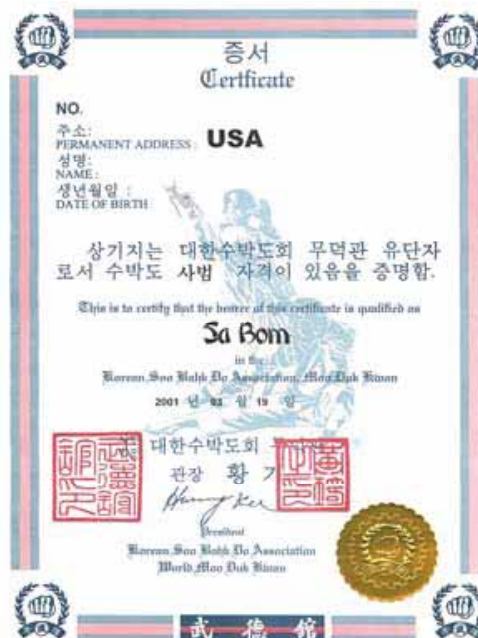 증서
Certficate
NO.
주소:
PERMANENT ADDRESS: USA
성명:
NAME:
생년월일 :
DATE OF BIRTH
상기지는 대한수박도회 무덕관 유단자
로서 수박도 사범 자격이 있음을 증명함.
This is to certify that the bearer of this certificate is qualified as
Sa Bom
in the
Korean Soo Bahk Do Association, Moo Duk Kwan
2001 년 03 월 19 일
대한수박도회
관장 황 기
Hwang Kee
President
Korean Soo Bahk Do Association
World Moo Duk Kwan
武 德 館